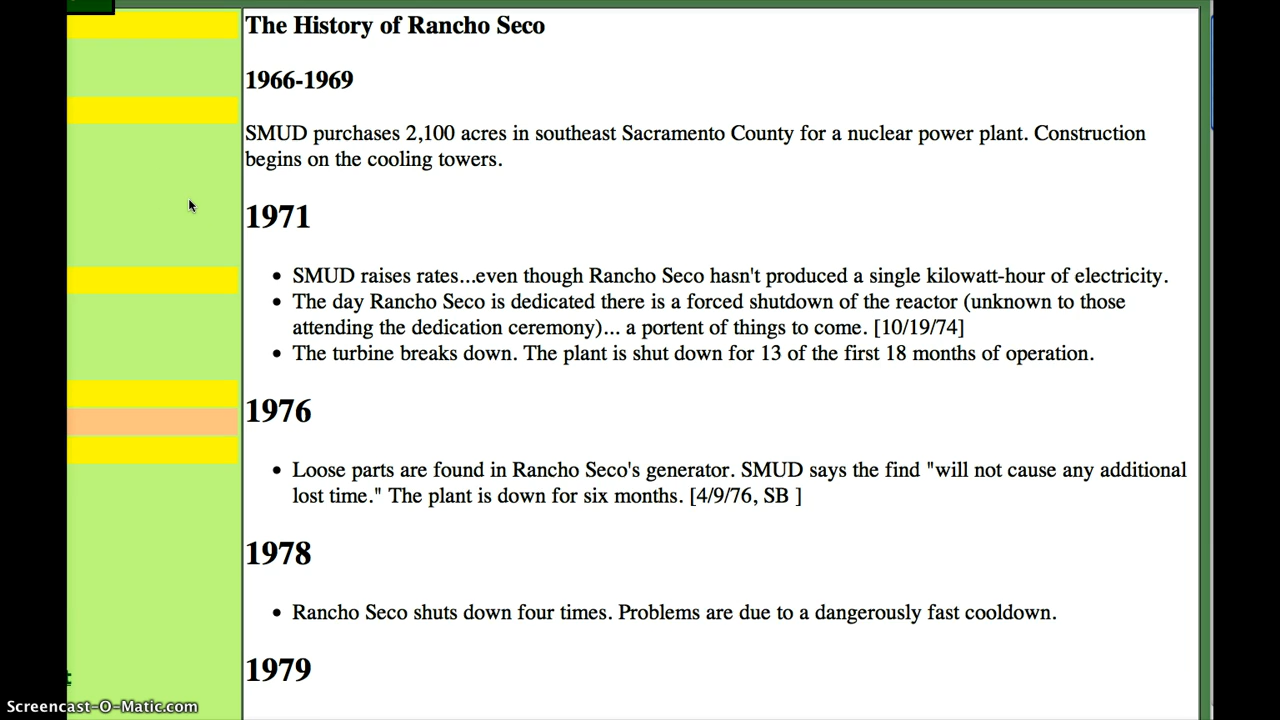 The History of Rancho Seco
1966-1969
SMUD purchases 2,100 acres in southeast Sacramento County for a nuclear power plant. Construction
begins on the cooling towers.
1971
• SMUD raises rates...even though Rancho Seco hasn't produced a single kilowatt-hour of electricity.
• The day Rancho Seco is dedicated there is a forced shutdown of the reactor (unknown to those
attending the dedication ceremony)... a portent of things to come. [10/19/74]
• The turbine breaks down. The plant is shut down for 13 of the first 18 months of operation.
1976
• Loose parts are found in Rancho Seco's generator. SMUD says the find "will not cause any additional
lost time." The plant is down for six months. [4/9/76, SB ]
1978
• Rancho Seco shuts down four times. Problems are due to a dangerously fast cooldown.
1979
Screencast-O-Matic.com